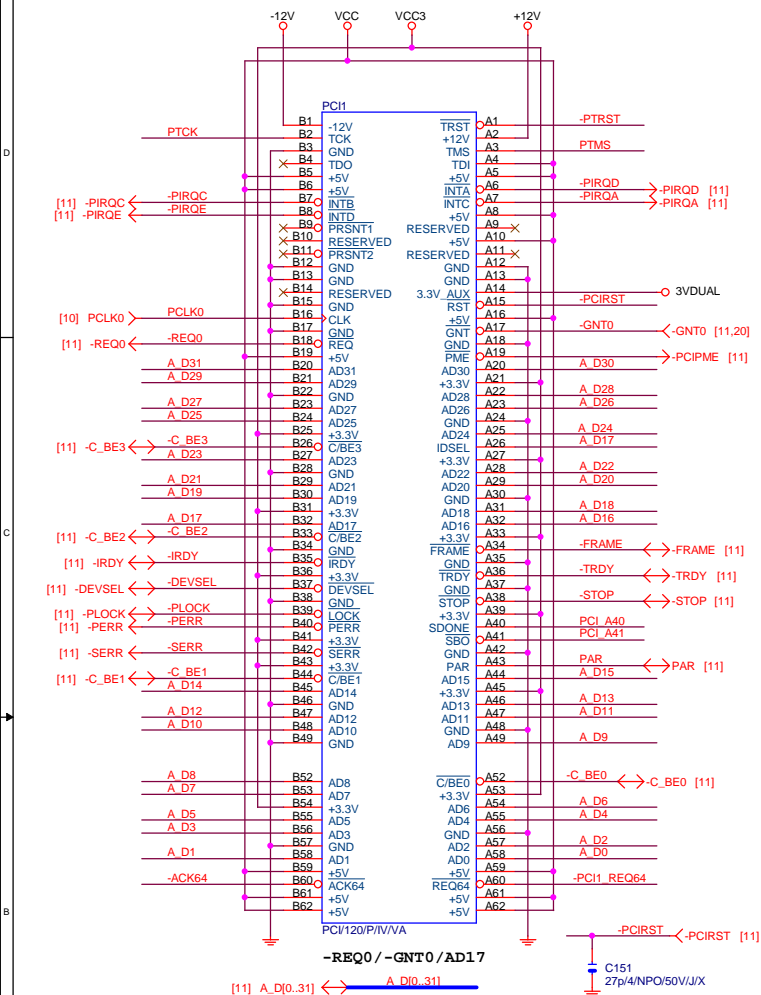 -12V VCC VCC3 +12V
PCI1
B1 -12V TRST A1 -PTRST
PTCK B2 TCK +12V A2
B3 GND TMS A3 PTMS
B4 TDO TDI A4
B5 +5V +5V A5
B6 +5V INTA A6 -PIRQD -PIRQD [11]
[11] -PIRQC -PIRQC B7 INTB INTC A7 -PIRQA -PIRQA [11]
[11] -PIRQE -PIRQE B8 INTD +5V A8
B9 PRSNT1 RESERVED A9
B10 RESERVED +5V A10
B11 PRSNT2 RESERVED A11
B12 GND GND A12
B13 GND GND A13
B14 RESERVED 3.3V_AUX A14 3VDUAL
B15 GND RST A15 -PCIRST
[10] PCLK0 PCLK0 B16 CLK +5V A16
B17 GND GNT A17 -GNT0 -GNT0 [11,20]
[11] -REQ0 -REQ0 B18 REQ GND A18
B19 +5V PME A19 -PCIPME [11]
A_D31 B20 AD31 AD30 A20 A_D30
A_D29 B21 AD29 +3.3V A21
B22 GND AD28 A22 A_D28
A_D27 B23 AD27 AD26 A23 A_D26
A_D25 B24 AD25 GND A24
B25 +3.3V AD24 A25 A_D24
[11] -C_BE3 -C_BE3 B26 C/BE3 IDSEL A26 A_D17
A_D23 B27 AD23 +3.3V A27
B28 GND AD22 A28 A_D22
A_D21 B29 AD21 AD20 A29 A_D20
A_D19 B30 AD19 GND A30
B31 +3.3V AD18 A31 A_D18
A_D17 B32 AD17 AD16 A32 A_D16
[11] -C_BE2 -C_BE2 B33 C/BE2 +3.3V A33
B34 GND FRAME A34 -FRAME -FRAME [11]
[11] -IRDY -IRDY B35 IRDY GND A35
B36 +3.3V TRDY A36 -TRDY -TRDY [11]
[11] -DEVSEL -DEVSEL B37 DEVSEL GND A37
B38 GND STOP A38 -STOP -STOP [11]
[11] -PLOCK -PLOCK B39 LOCK +3.3V A39
[11] -PERR -PERR B40 PERR SDONE A40 PCI_A40
B41 +3.3V SBO A41 PCI_A41
[11] -SERR -SERR B42 SERR GND A42
B43 +3.3V PAR A43 PAR PAR [11]
[11] -C_BE1 -C_BE1 B44 C/BE1 AD15 A44 A_D15
A_D14 B45 AD14 +3.3V A45
B46 GND AD13 A46 A_D13
A_D12 B47 AD12 AD11 A47 A_D11
A_D10 B48 AD10 GND A48
B49 GND AD9 A49 A_D9
A_D8 B52 AD8 C/BE0 A52 -C_BE0 -C_BE0 [11]
A_D7 B53 AD7 +3.3V A53
B54 +3.3V AD6 A54 A_D6
A_D5 B55 AD5 AD4 A55 A_D4
A_D3 B56 AD3 GND A56
B57 GND AD2 A57 A_D2
A_D1 B58 AD1 AD0 A58 A_D0
B59 +5V +5V A59
-ACK64 B60 ACK64 REQ64 A60 -PCI1_REQ64
B61 +5V +5V A61
B62 +5V +5V A62
PCI/120/P/IV/VA
-REQ0/-GNT0/AD17
-PCIRST -PCIRST [11]
C151
27p/4/NPO/50V/J/X
[11] A_D[0..31] A_D[0..31]
D
C
B